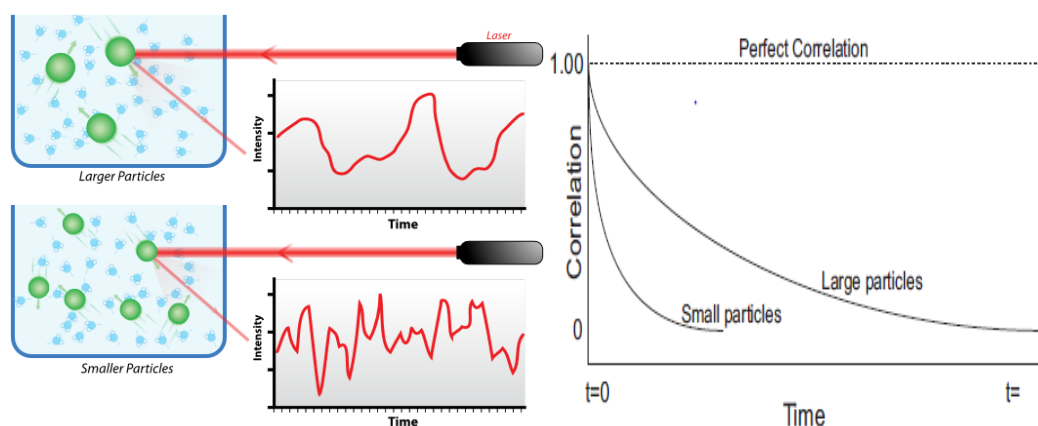 Laser
Intensity
Time
Larger Particles
Intensity
Time
Smaller Particles
Perfect Correlation
1.00
Correlation
Large particles
Small particles
0
t=0
t=
Time